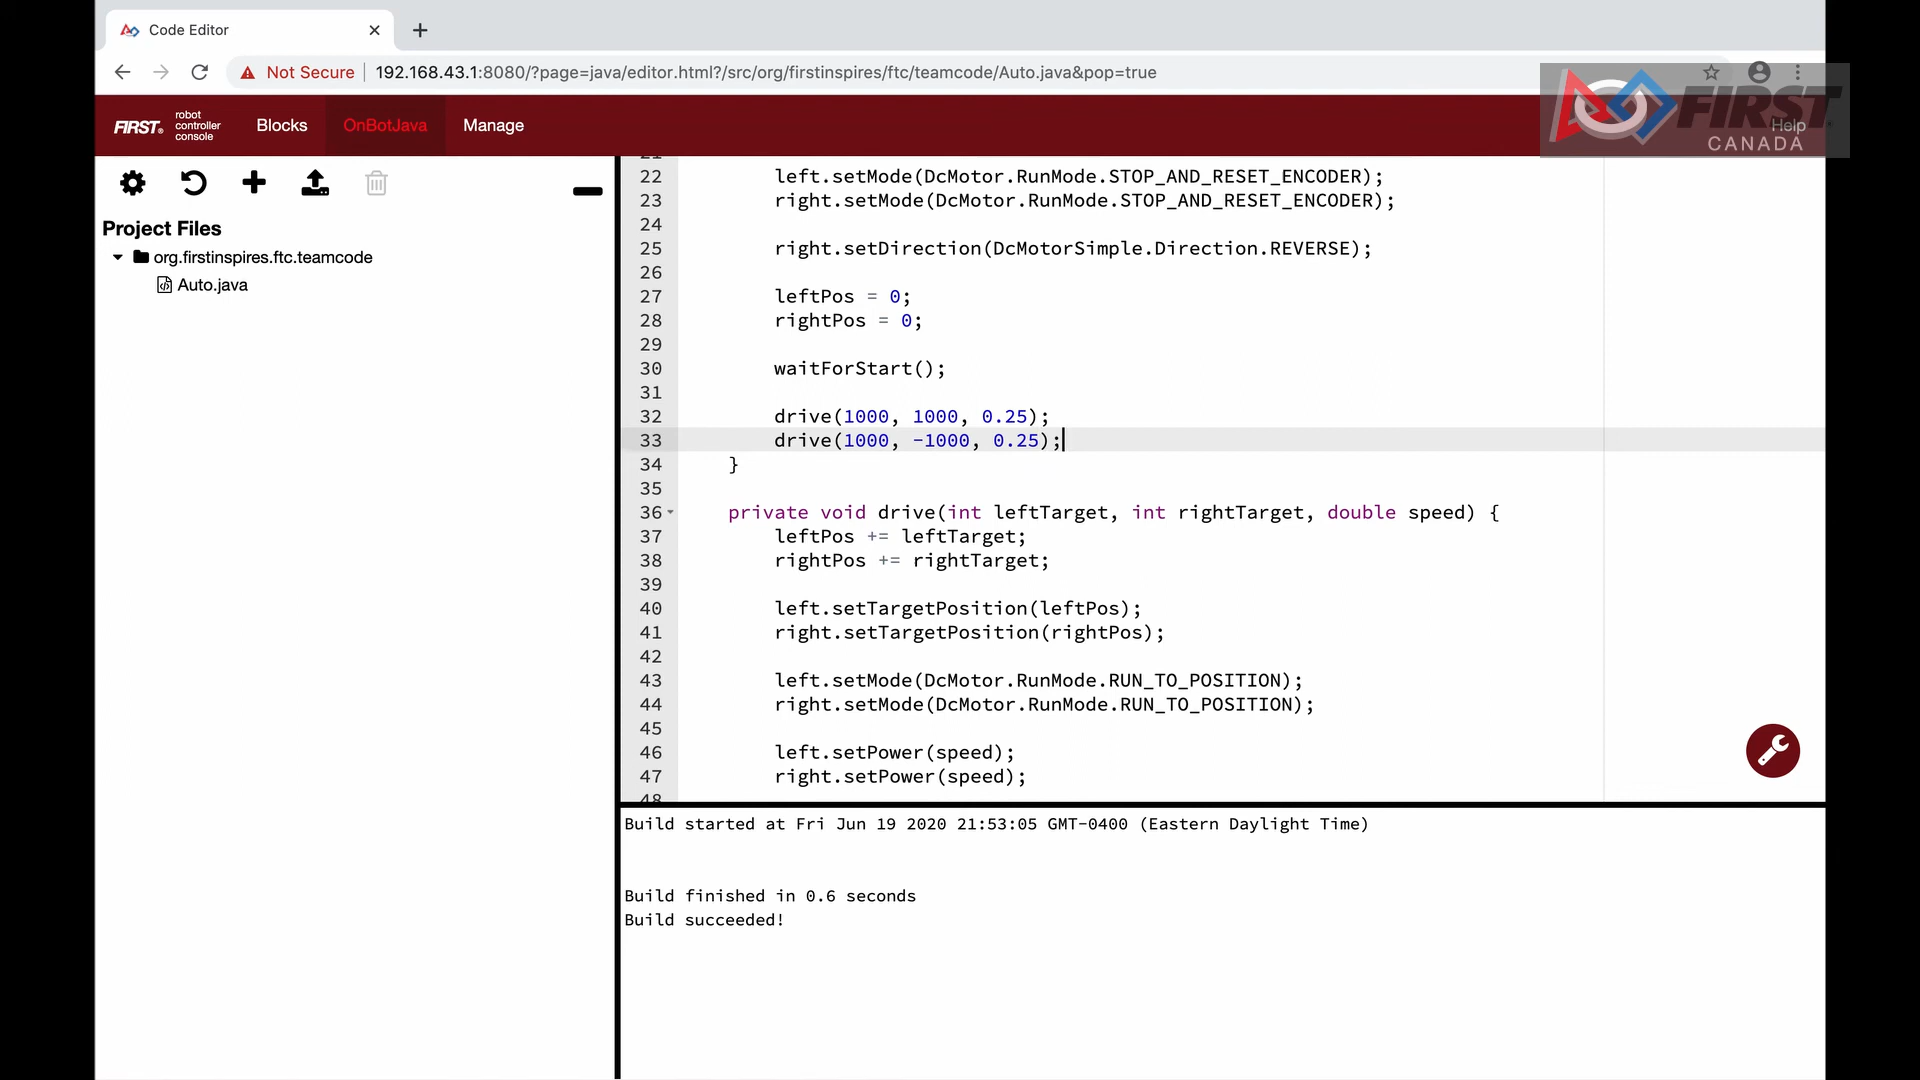 Code Editor
Not Secure 192.168.43.1:8080/?page=java/editor.html?/src/org/firstinspires/ftc/teamcode/Auto.java&pop=true
FIRST® robot controller console
Blocks OnBotJava Manage Help
FIRST
CANADA
Project Files
org.firstinspires.ftc.teamcode
Auto.java
21
22 left.setMode(DcMotor.RunMode.STOP_AND_RESET_ENCODER);
23 right.setMode(DcMotor.RunMode.STOP_AND_RESET_ENCODER);
24
25 right.setDirection(DcMotorSimple.Direction.REVERSE);
26
27 leftPos = 0;
28 rightPos = 0;
29
30 waitForStart();
31
32 drive(1000, 1000, 0.25);
33 drive(1000, -1000, 0.25);
34 }
35
36 private void drive(int leftTarget, int rightTarget, double speed) {
37 leftPos += leftTarget;
38 rightPos += rightTarget;
39
40 left.setTargetPosition(leftPos);
41 right.setTargetPosition(rightPos);
42
43 left.setMode(DcMotor.RunMode.RUN_TO_POSITION);
44 right.setMode(DcMotor.RunMode.RUN_TO_POSITION);
45
46 left.setPower(speed);
47 right.setPower(speed);
48
Build started at Fri Jun 19 2020 21:53:05 GMT-0400 (Eastern Daylight Time)
Build finished in 0.6 seconds
Build succeeded!